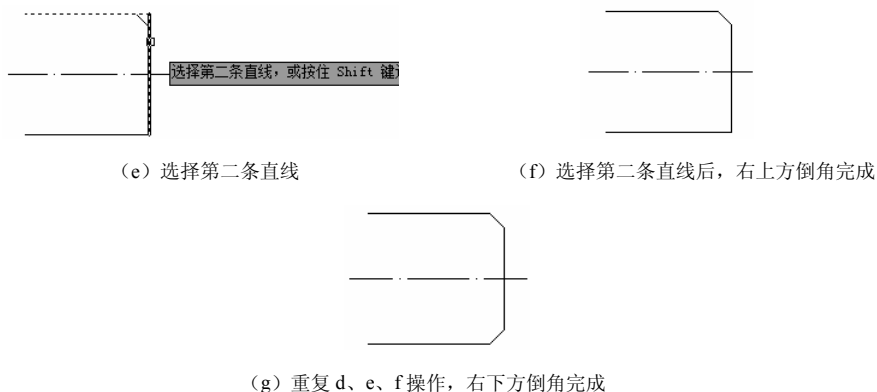 选择第二条直线，或按住 Shift 键
（e）选择第二条直线
（f）选择第二条直线后，右上方倒角完成
（g）重复 d、e、f 操作，右下方倒角完成